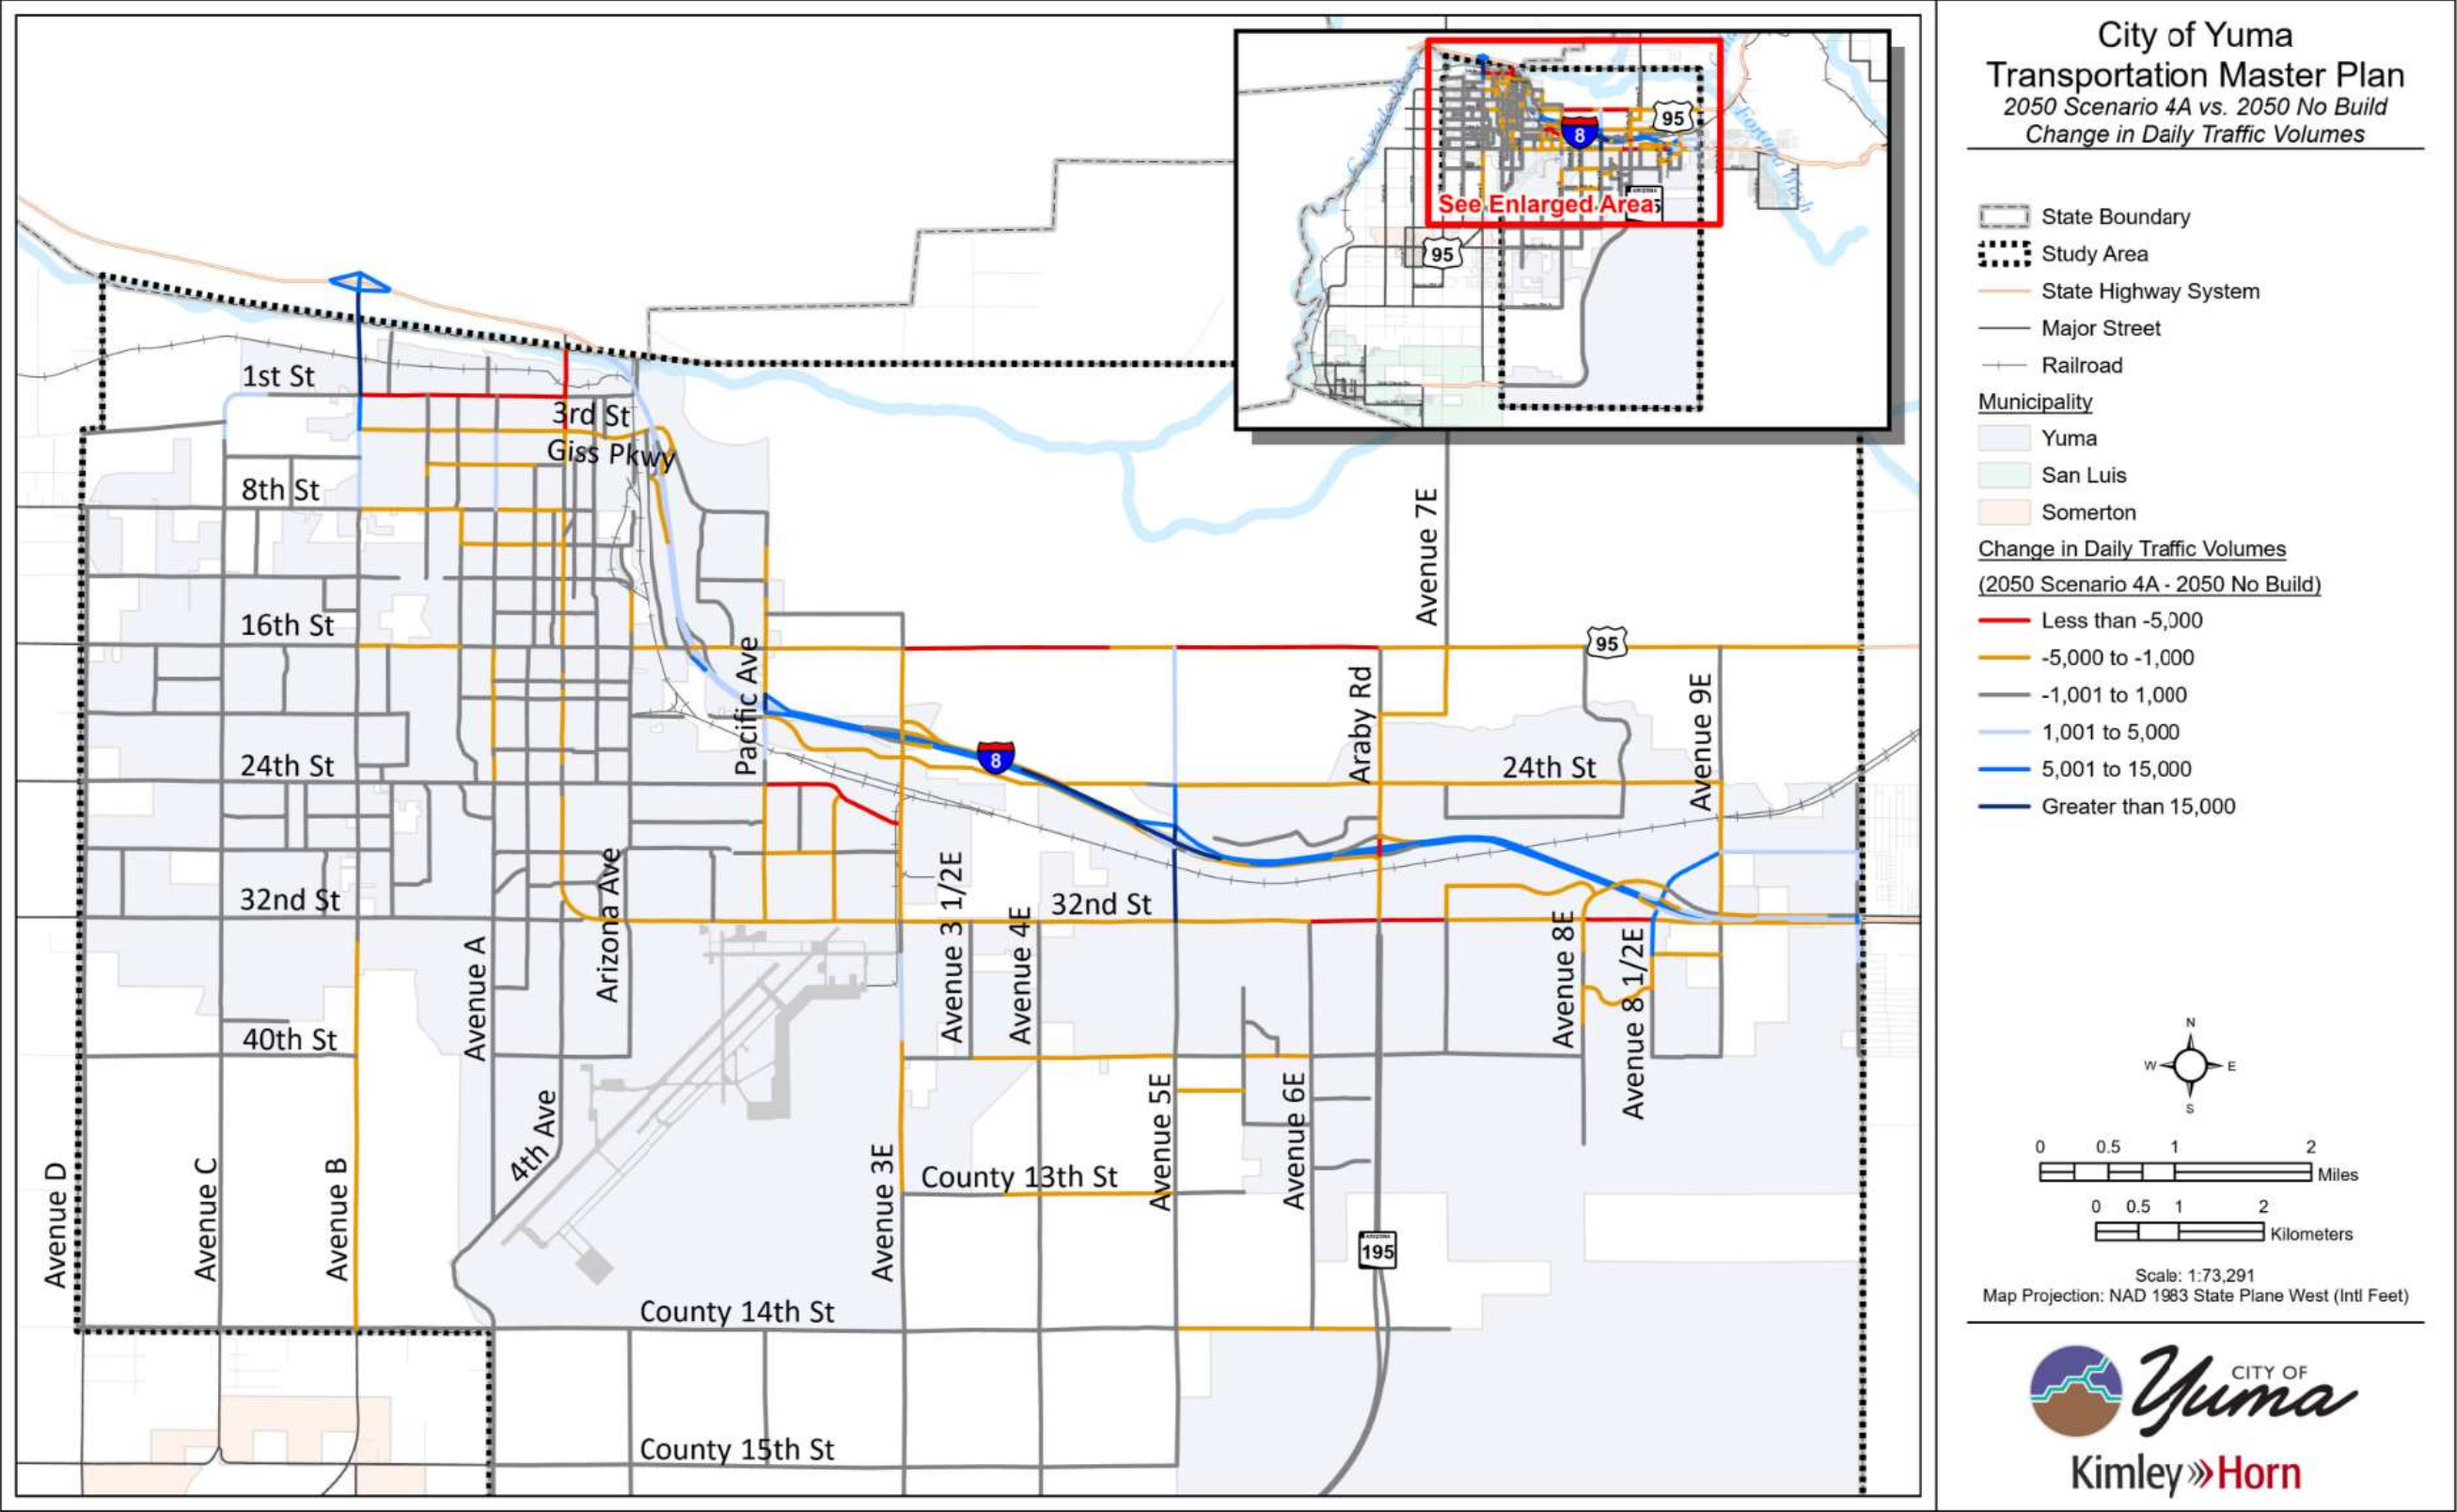 City of Yuma
Transportation Master Plan
2050 Scenario 4A vs. 2050 No Build
Change in Daily Traffic Volumes
State Boundary
Study Area
State Highway System
Major Street
Railroad
Municipality
Yuma
San Luis
Somerton
Change in Daily Traffic Volumes
(2050 Scenario 4A - 2050 No Build)
Less than -5,000
-5,000 to -1,000
-1,001 to 1,000
1,001 to 5,000
5,001 to 15,000
Greater than 15,000
N
W E
S
0 0.5 1 2
Miles
0 0.5 1 2
Kilometers
Scale: 1:73,291
Map Projection: NAD 1983 State Plane West (Intl Feet)
CITY OF
Yuma
Kimley Horn
95
8
See Enlarged Area
95
1st St
3rd St
Giss Pkwy
8th St
16th St
24th St
32nd St
40th St
Pacific Ave
Avenue 7E
95
8
Araby Rd
24th St
Avenue 9E
32nd St
Arizona Ave
Avenue 3 1/2E
Avenue 4E
Avenue 8E
Avenue 8 1/2E
Avenue A
4th Ave
Avenue 3E
County 13th St
Avenue 5E
Avenue 6E
Avenue D
Avenue C
Avenue B
ARIZONA
195
County 14th St
County 15th St